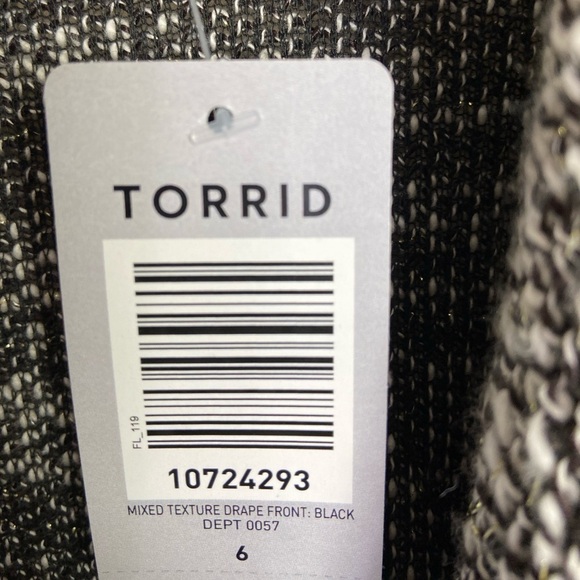 TORRID
FL_119
10724293
MIXED TEXTURE DRAPE FRONT: BLACK
DEPT 0057
6